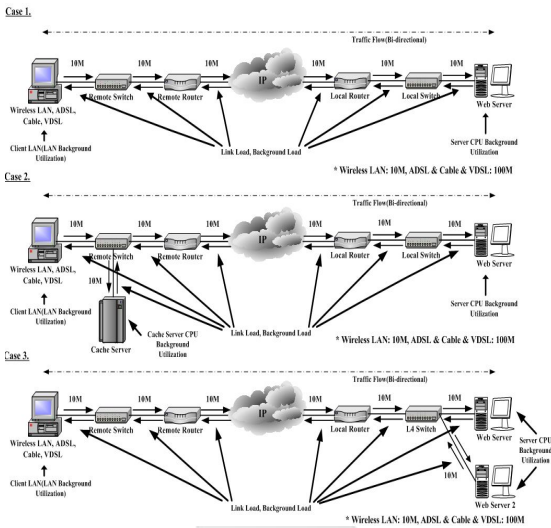 Case 1.
Traffic Flow(Bi-directional)
10M 10M 10M IP 10M 10M 10M
Wireless LAN, ADSL,
Cable, VDSL
Remote Switch Remote Router Local Router Local Switch Web Server
Client LAN(LAN Background
Utilization)
Link Load, Background Load
Server CPU Background
Utilization
* Wireless LAN: 10M, ADSL & Cable & VDSL: 100M
Case 2.
Traffic Flow(Bi-directional)
10M 10M 10M IP 10M 10M 10M
Wireless LAN, ADSL,
Cable, VDSL
Remote Switch Remote Router Local Router Local Switch Web Server
10M
Client LAN(LAN Background
Utilization)
Cache Server
Cache Server CPU
Background
Utilization
Link Load, Background Load
Server CPU Background
Utilization
* Wireless LAN: 10M, ADSL & Cable & VDSL: 100M
Case 3.
Traffic Flow(Bi-directional)
10M 10M 10M IP 10M 10M 10M
Wireless LAN, ADSL,
Cable, VDSL
Remote Switch Remote Router Local Router L4 Switch Web Server
Server CPU
Background
Utilization
10M
Client LAN(LAN Background
Utilization)
Link Load, Background Load
Web Server 2
* Wireless LAN: 10M, ADSL & Cable & VDSL: 100M